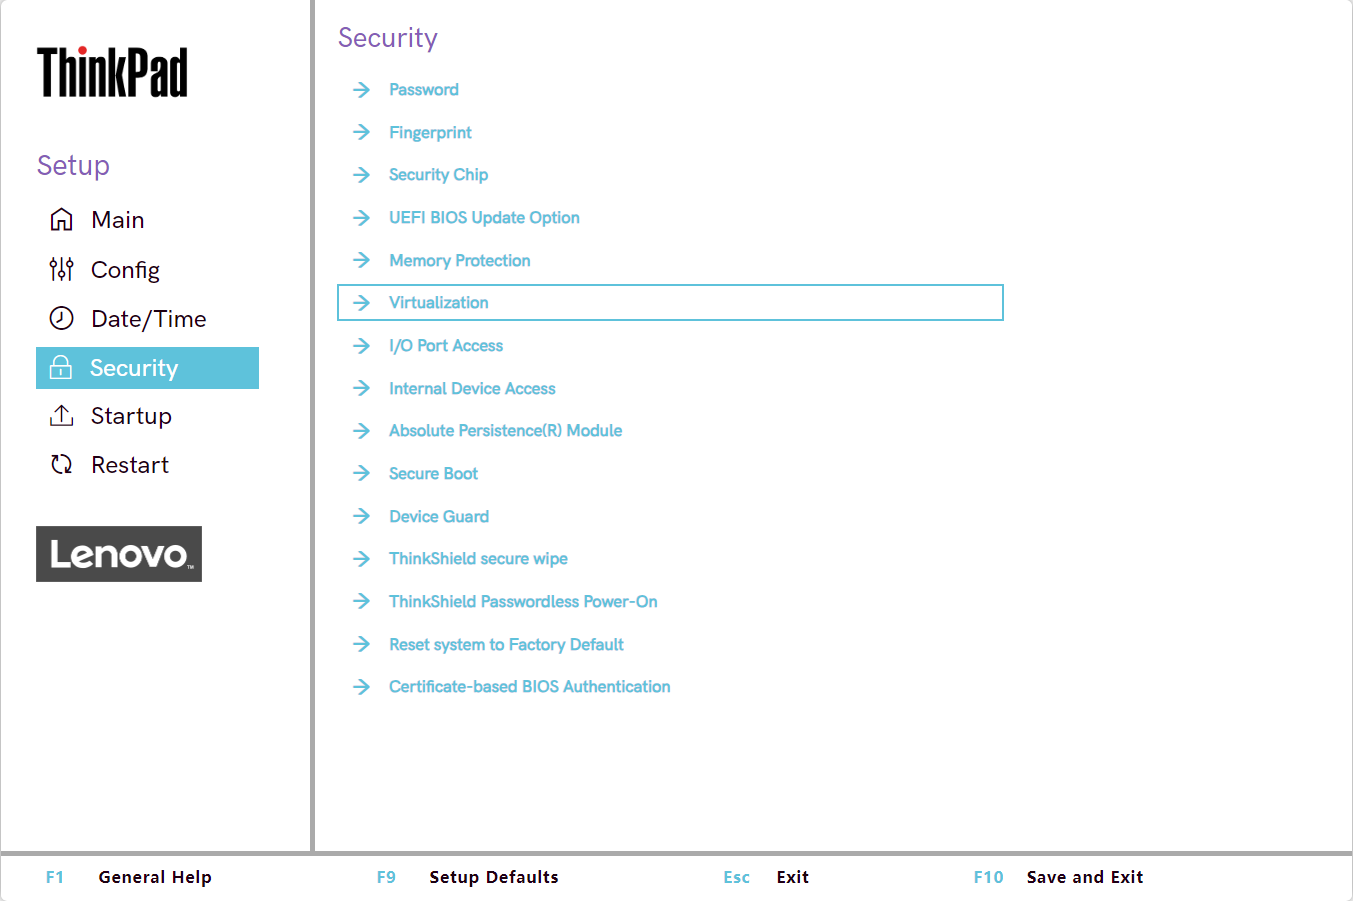 ThinkPad
Setup
Main
Config
Date/Time
Security
Startup
Restart
Lenovo™
Security
Password
Fingerprint
Security Chip
UEFI BIOS Update Option
Memory Protection
Virtualization
I/O Port Access
Internal Device Access
Absolute Persistence(R) Module
Secure Boot
Device Guard
ThinkShield secure wipe
ThinkShield Passwordless Power-On
Reset system to Factory Default
Certificate-based BIOS Authentication
F1 General Help F9 Setup Defaults Esc Exit F10 Save and Exit